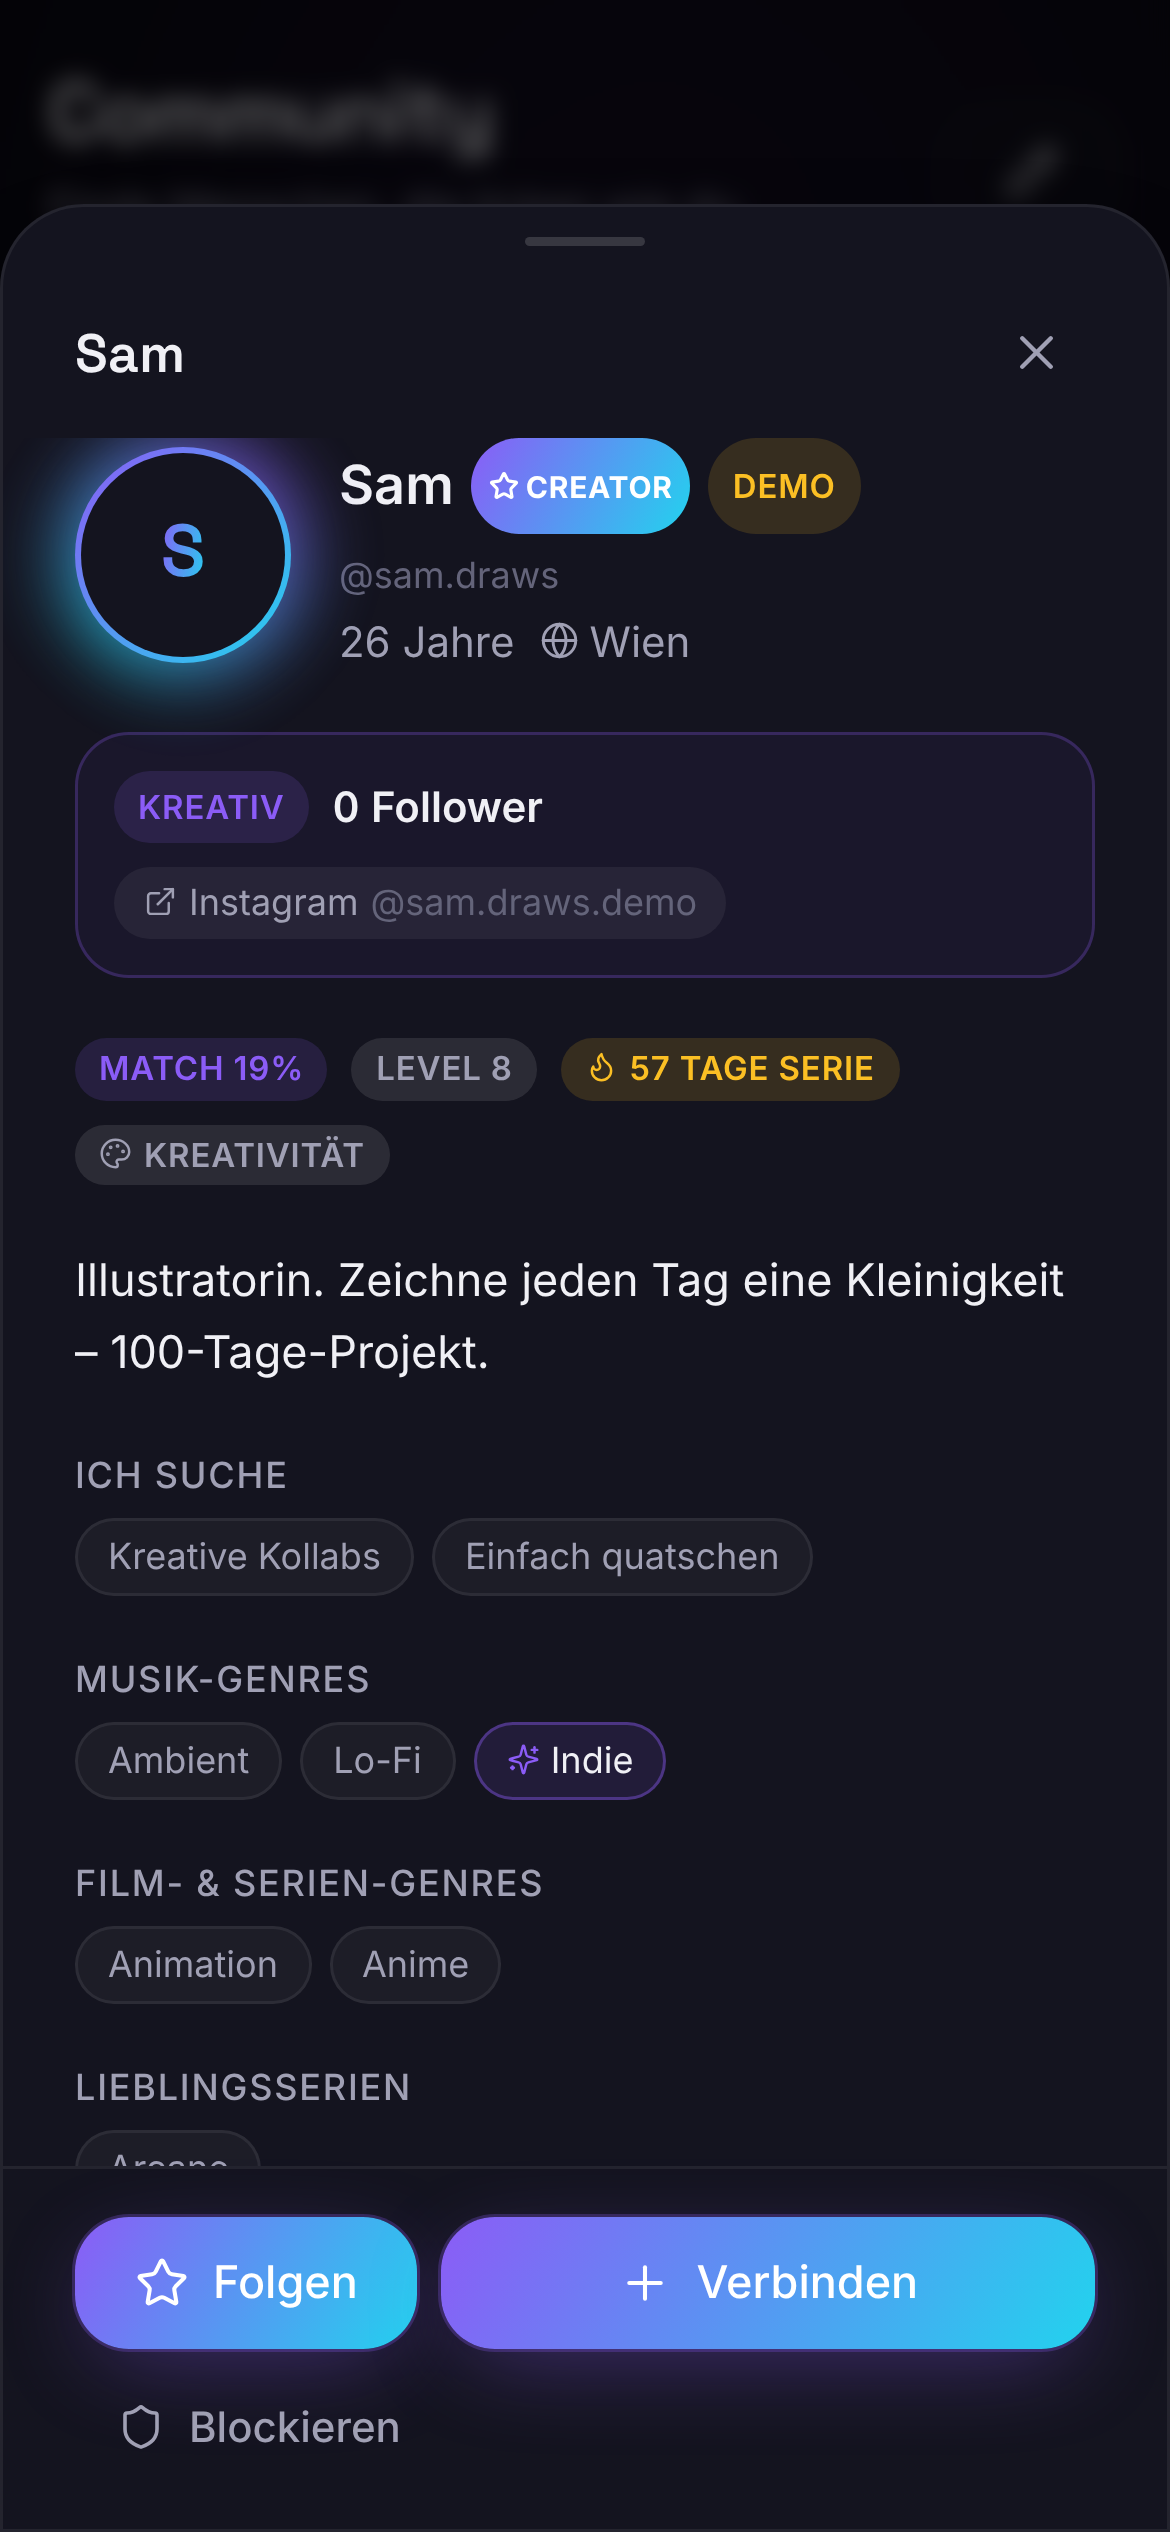 Community
Sam
S
Sam CREATOR DEMO
@sam.draws
26 Jahre Wien
KREATIV 0 Follower
Instagram @sam.draws.demo
MATCH 19% LEVEL 8 57 TAGE SERIE
KREATIVITÄT
Illustratorin. Zeichne jeden Tag eine Kleinigkeit
– 100-Tage-Projekt.
ICH SUCHE
Kreative Kollabs Einfach quatschen
MUSIK-GENRES
Ambient Lo-Fi Indie
FILM- & SERIEN-GENRES
Animation Anime
LIEBLINGSSERIEN
Arcane
Folgen Verbinden
Blockieren